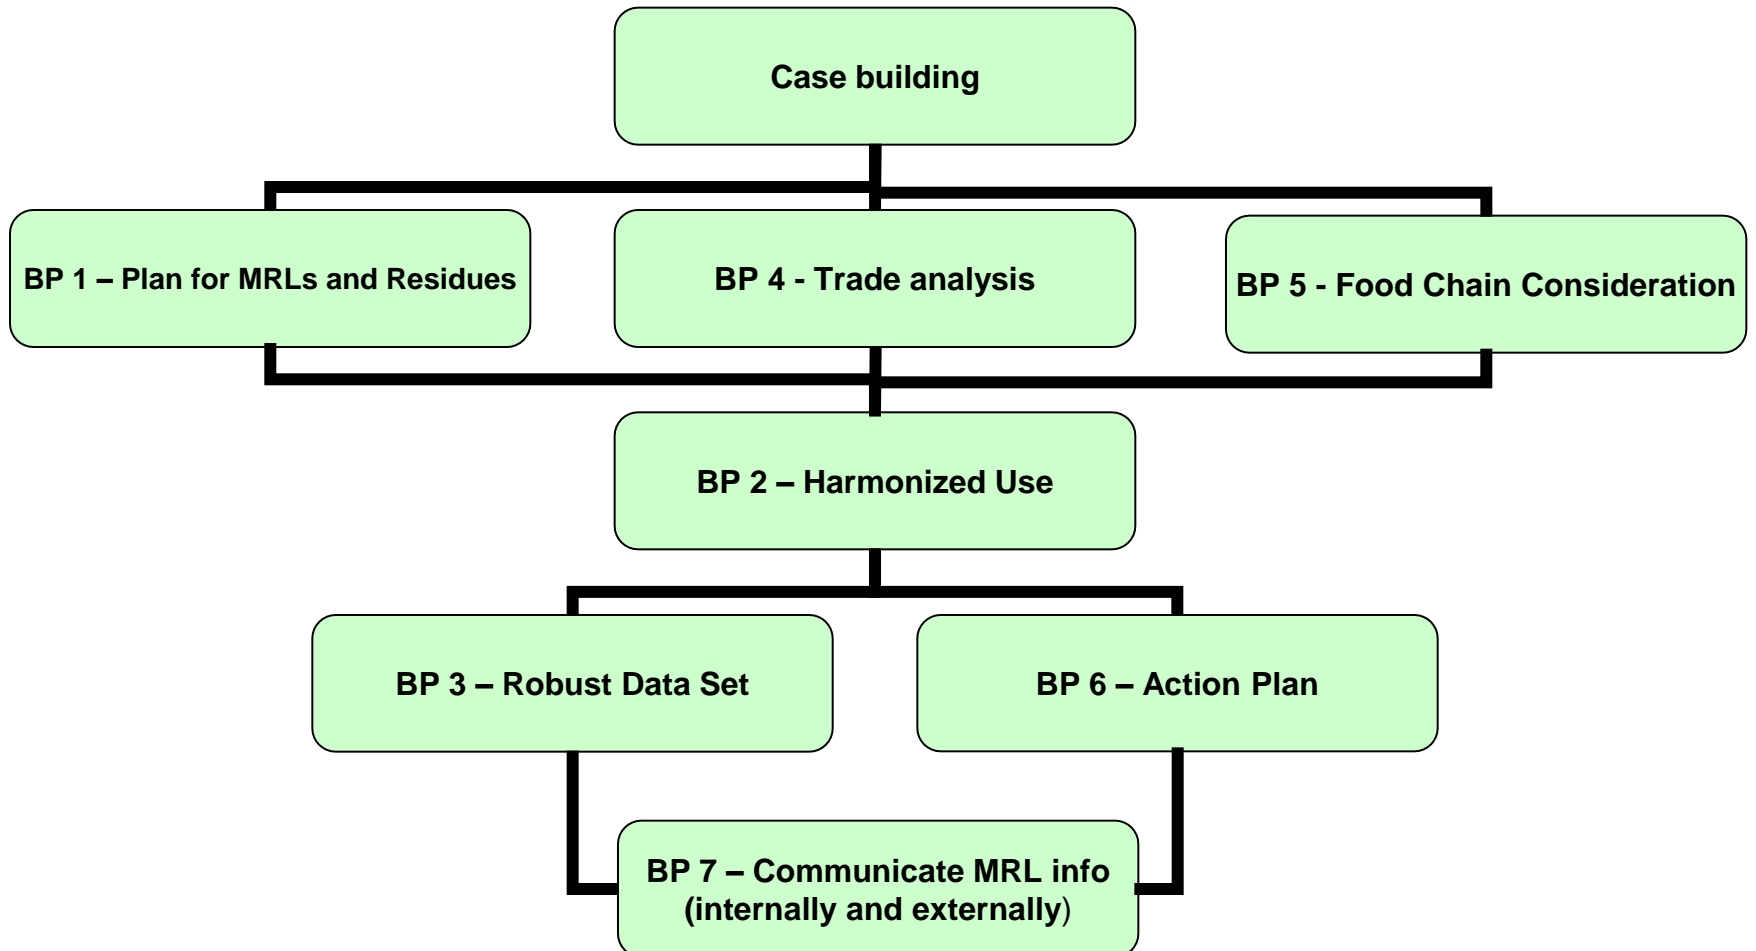 Case building
BP 1 – Plan for MRLs and Residues
BP 4 - Trade analysis
BP 5 - Food Chain Consideration
BP 2 – Harmonized Use
BP 3 – Robust Data Set
BP 6 – Action Plan
BP 7 – Communicate MRL info
(internally and externally)